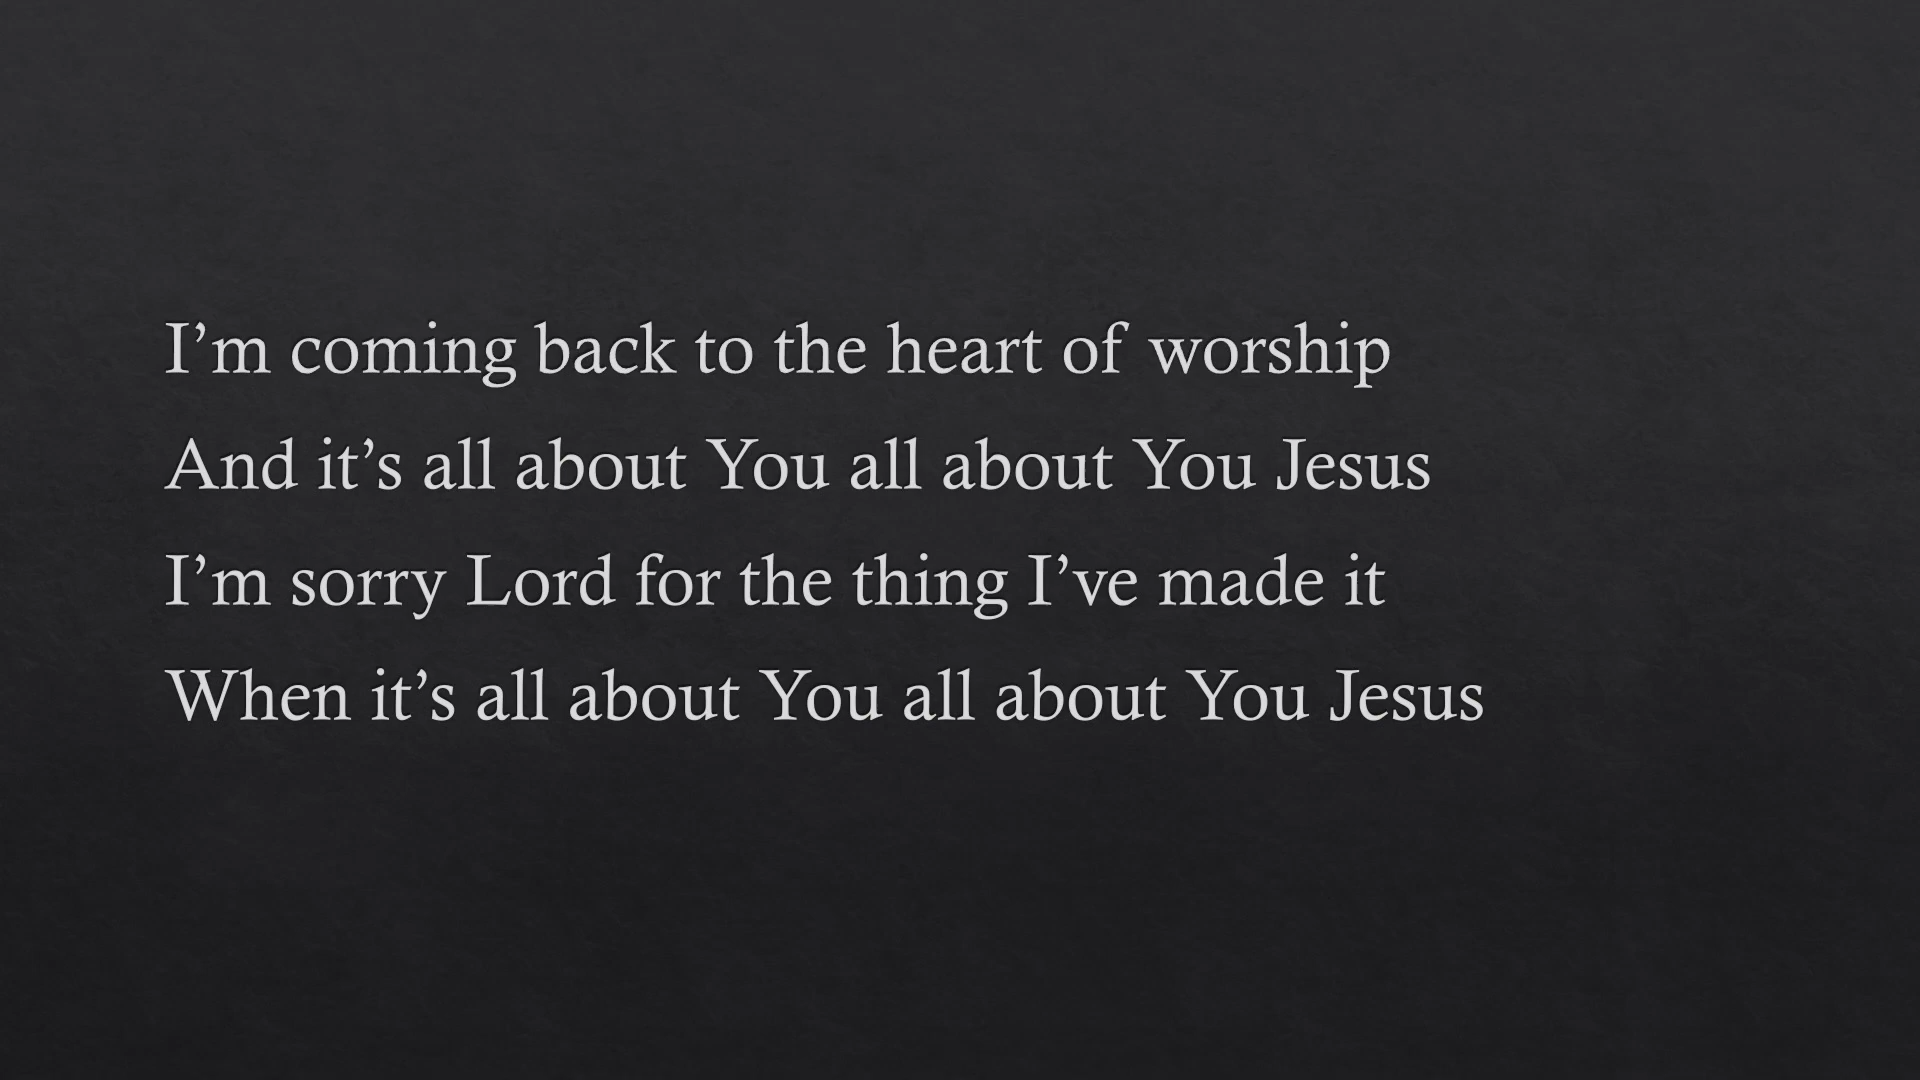 I’m coming back to the heart of worship
And it’s all about You all about You Jesus
I’m sorry Lord for the thing I’ve made it
When it’s all about You all about You Jesus